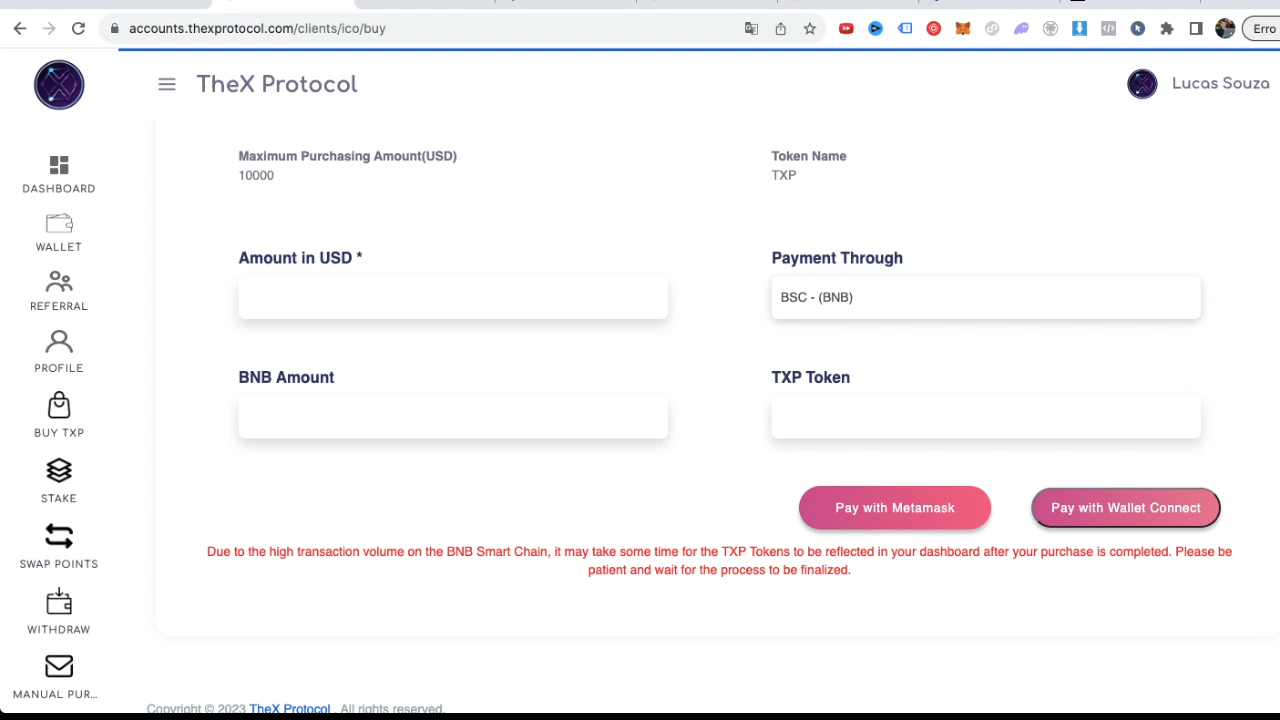 accounts.thexprotocol.com/clients/ico/buy
Erro
TheX Protocol
Lucas Souza
DASHBOARD
WALLET
REFERRAL
PROFILE
BUY TXP
STAKE
SWAP POINTS
WITHDRAW
MANUAL PUR...
Maximum Purchasing Amount(USD)
10000
Token Name
TXP
Amount in USD *
Payment Through
BSC - (BNB)
BNB Amount
TXP Token
Pay with Metamask
Pay with Wallet Connect
Due to the high transaction volume on the BNB Smart Chain, it may take some time for the TXP Tokens to be reflected in your dashboard after your purchase is completed. Please be
patient and wait for the process to be finalized.
Copyright © 2023 TheX Protocol . All rights reserved.